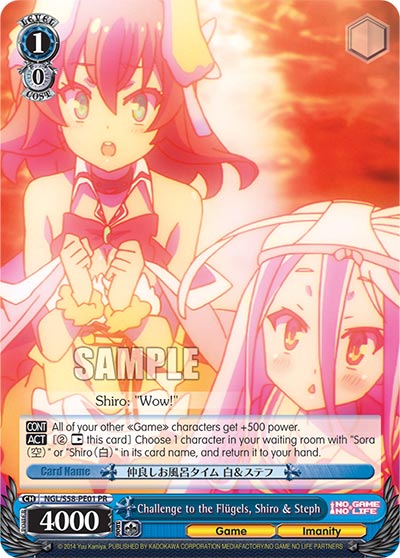 LEVEL
1
0
COST
SAMPLE
Shiro: "Wow!"
CONT All of your other «Game» characters get +500 power.
ACT [② this card] Choose 1 character in your waiting room with "Sora
(空)" or "Shiro(白)" in its card name, and return it to your hand.
Card Name 仲良しお風呂タイム 白&ステフ
CH NGL/S58-PE01 PR
Challenge to the Flügels, Shiro & Steph
NO GAME NO LIFE
POWER 4000 SOUL
Game Imanity
© 2014 Yuu Kamiya, PUBLISHED BY KADOKAWA CORPORATION MEDIAFACTORY/NO GAME NO LIFE PARTNERS